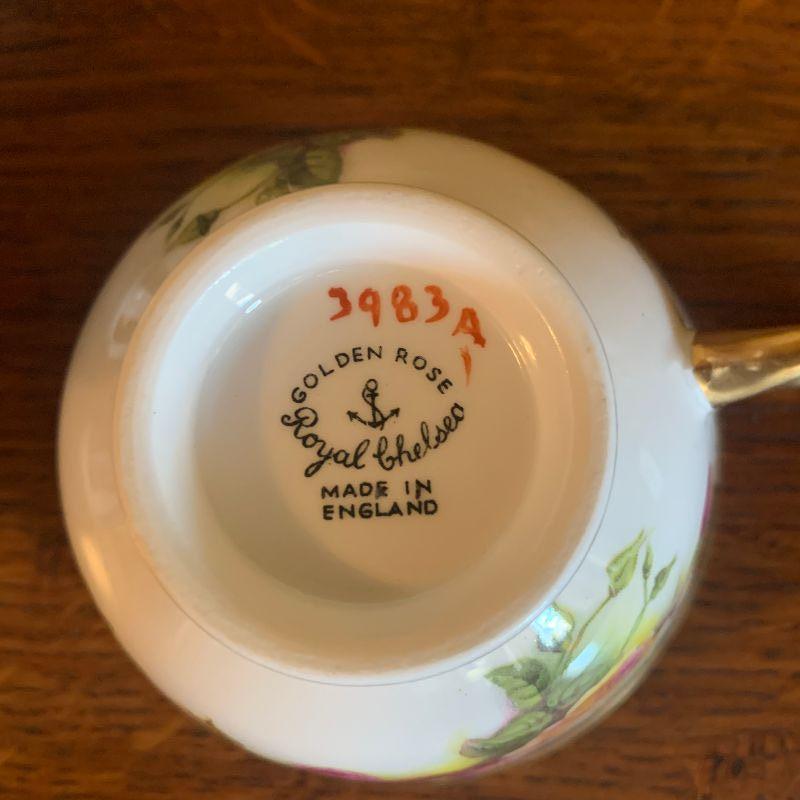 3983A
GOLDEN ROSE
Royal Chelsea
MADE IN
ENGLAND